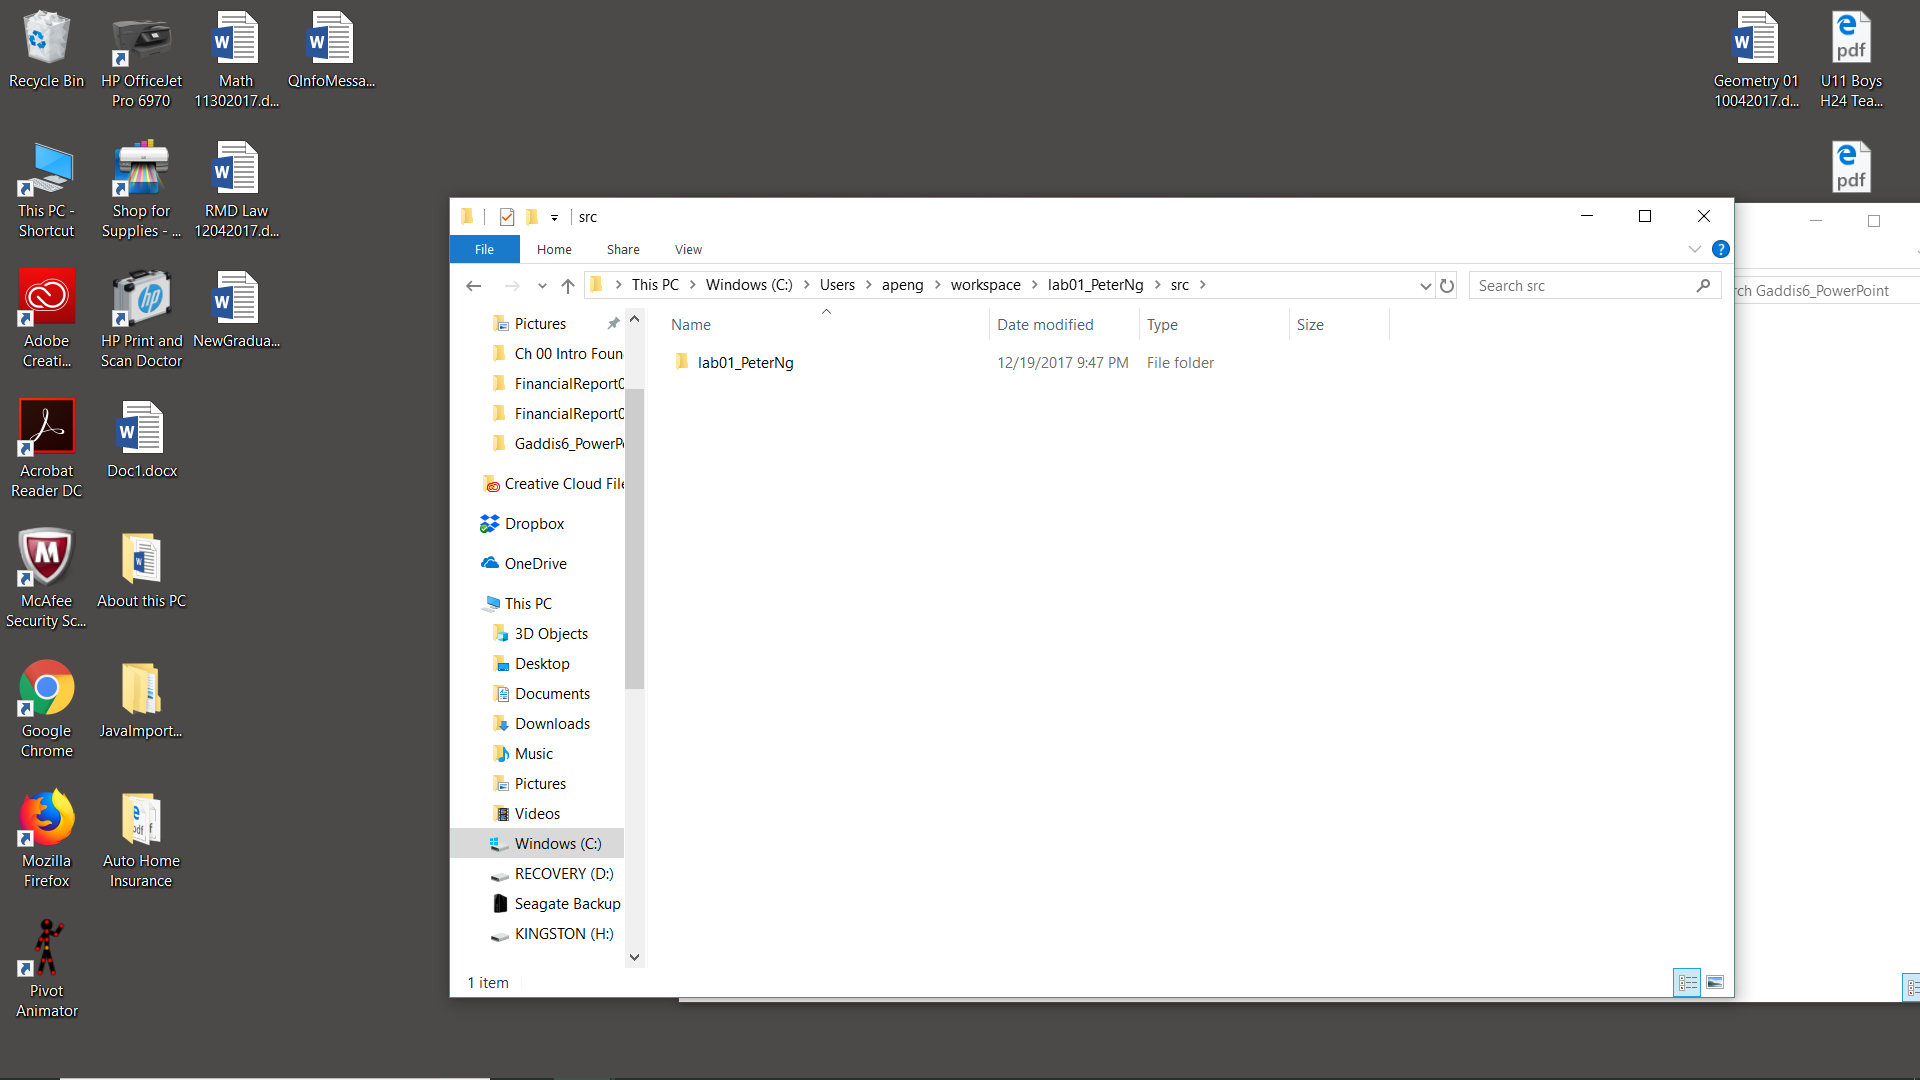 Recycle Bin
HP OfficeJet
Pro 6970
Math
11302017.d...
QInfoMessa...
Geometry 01
10042017.d...
U11 Boys
H24 Tea...
pdf
This PC -
Shortcut
Shop for
Supplies - ...
RMD Law
12042017.d...
pdf
Adobe
Creati...
HP Print and
Scan Doctor
NewGradua...
Acrobat
Reader DC
Doc1.docx
McAfee
Security Sc...
About this PC
Google
Chrome
JavaImport...
Mozilla
Firefox
Auto Home
Insurance
Pivot
Animator
src
File
Home
Share
View
This PC > Windows (C:) > Users > apeng > workspace > lab01_PeterNg > src >
Search src
rch Gaddis6_PowerPoint
Pictures
Ch 00 Intro Foun
FinancialReport0
FinancialReport0
Gaddis6_PowerPo
Creative Cloud File
Dropbox
OneDrive
This PC
3D Objects
Desktop
Documents
Downloads
Music
Pictures
Videos
Windows (C:)
RECOVERY (D:)
Seagate Backup
KINGSTON (H:)
Name
Date modified
Type
Size
lab01_PeterNg
12/19/2017 9:47 PM
File folder
1 item